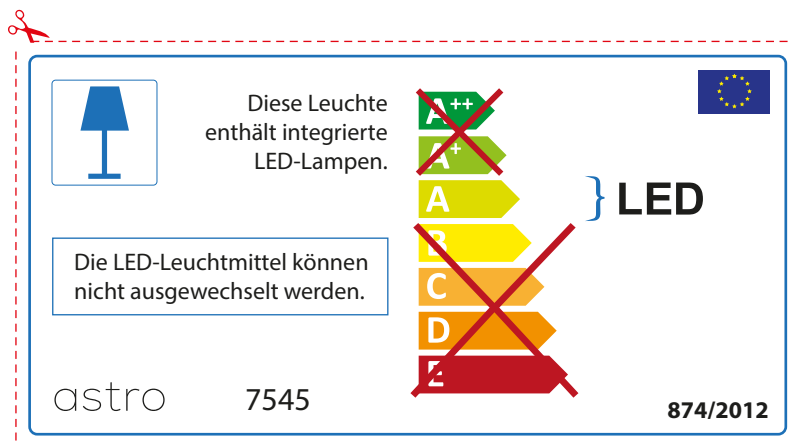 Diese Leuchte
enthält integrierte
LED-Lampen.
A++
A+
A
B
C
D
E
LED
Die LED-Leuchtmittel können
nicht ausgewechselt werden.
astro
7545
874/2012